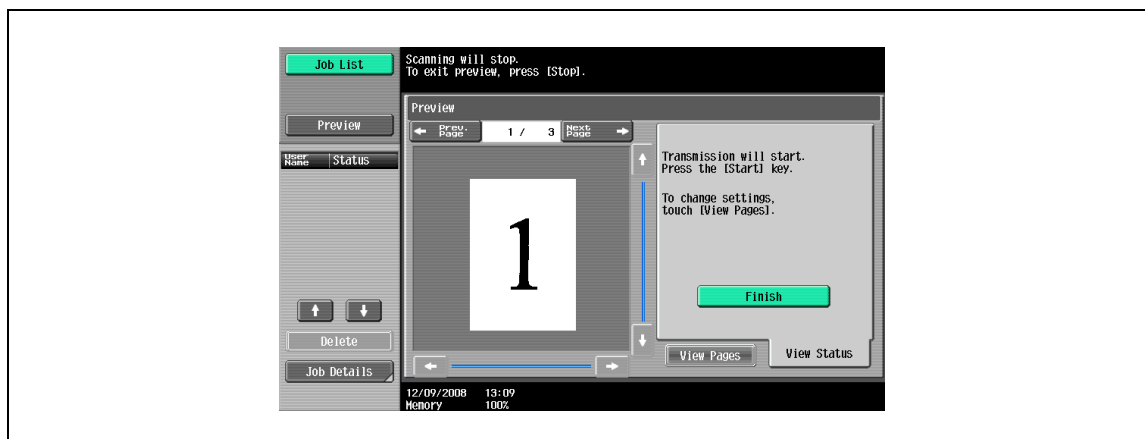 Job List
Scanning will stop.
To exit preview, press [Stop].
Preview
Preview
Prev. Page
1 / 3
Next Page
User Name
Status
1
Transmission will start.
Press the [Start] key.
To change settings,
touch [View Pages].
Finish
Delete
Job Details
View Pages
View Status
12/09/2008 13:09
Memory 100%